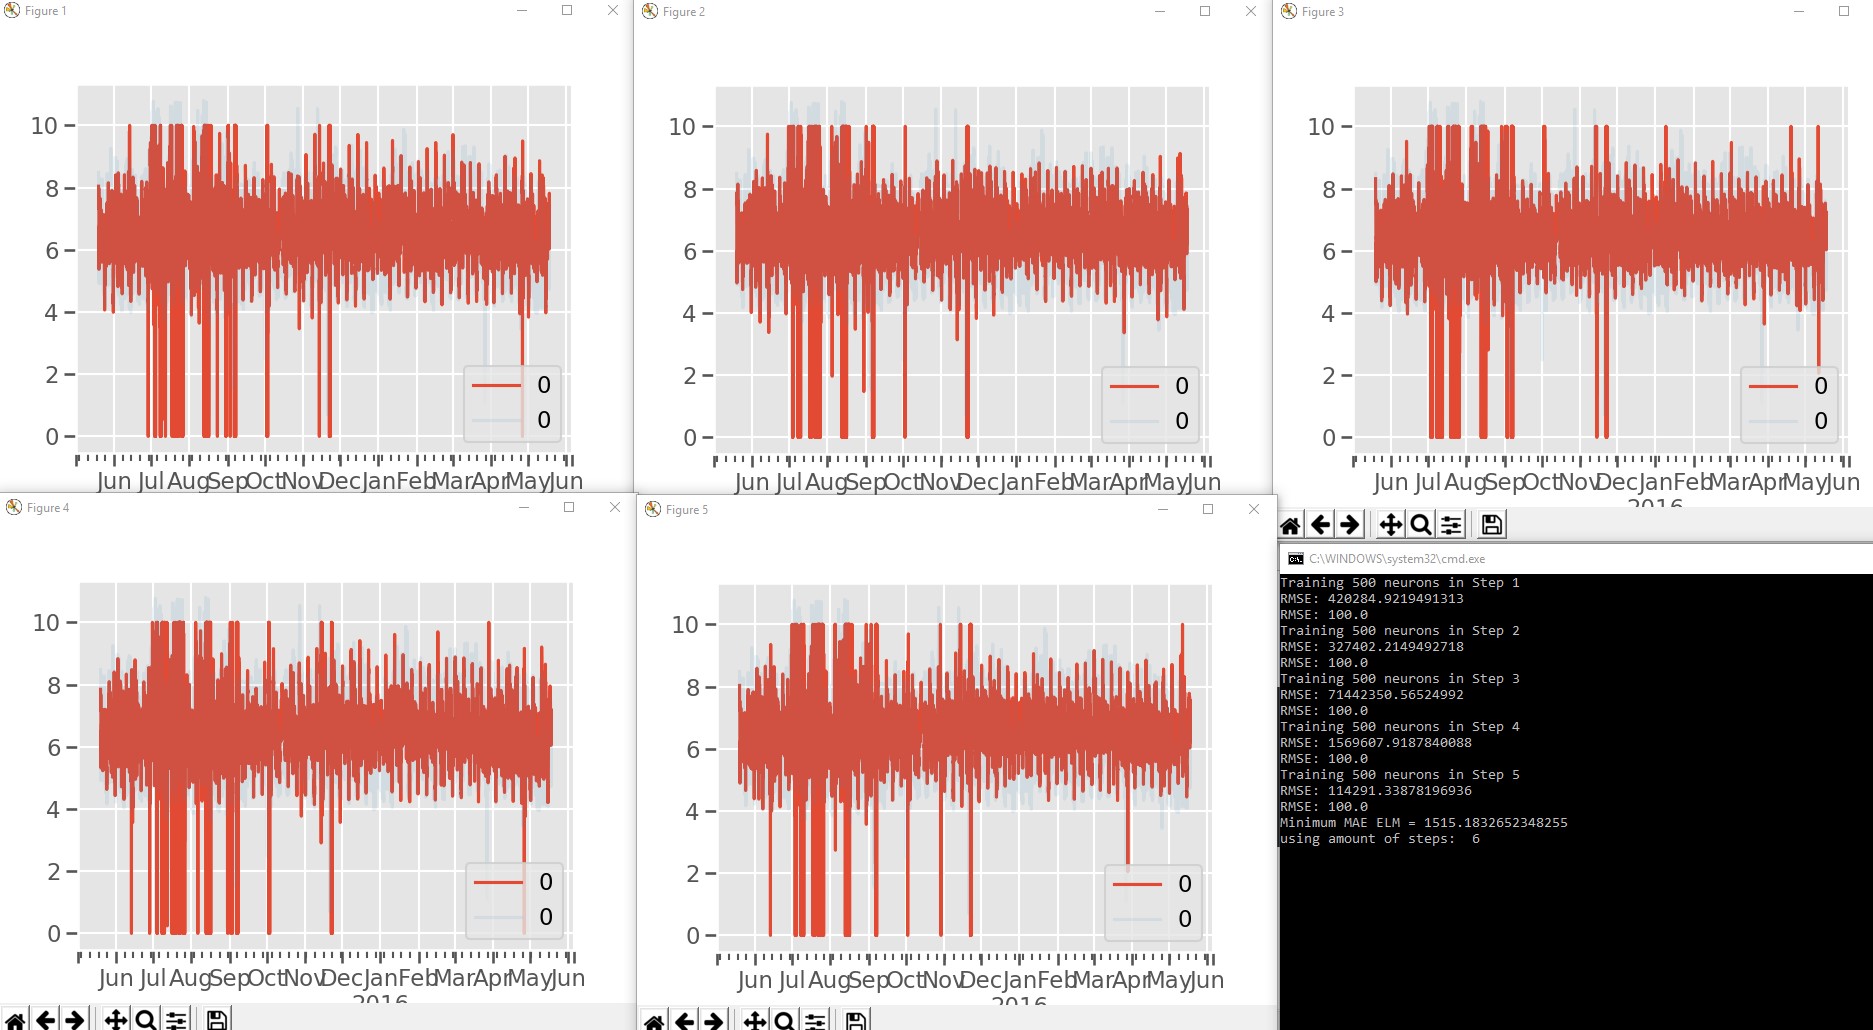 Figure 1
10
8
6
4
2
0
0
0
Jun Jul Aug Sep Oct Nov Dec Jan Feb Mar Apr May Jun
Figure 2
10
8
6
4
2
0
0
0
Jun Jul Aug Sep Oct Nov Dec Jan Feb Mar Apr May Jun
Figure 3
10
8
6
4
2
0
0
0
Jun Jul Aug Sep Oct Nov Dec Jan Feb Mar Apr May Jun
2016
Figure 4
10
8
6
4
2
0
0
0
Jun Jul Aug Sep Oct Nov Dec Jan Feb Mar Apr May Jun
2016
Figure 5
10
8
6
4
2
0
0
0
Jun Jul Aug Sep Oct Nov Dec Jan Feb Mar Apr May Jun
2016
C:\WINDOWS\system32\cmd.exe
Training 500 neurons in Step 1
RMSE: 420284.9219491313
RMSE: 100.0
Training 500 neurons in Step 2
RMSE: 327402.2149492718
RMSE: 100.0
Training 500 neurons in Step 3
RMSE: 71442350.56524992
RMSE: 100.0
Training 500 neurons in Step 4
RMSE: 1569607.9187840088
RMSE: 100.0
Training 500 neurons in Step 5
RMSE: 114291.33878196936
RMSE: 100.0
Minimum MAE ELM = 1515.1832652348255
using amount of steps:  6